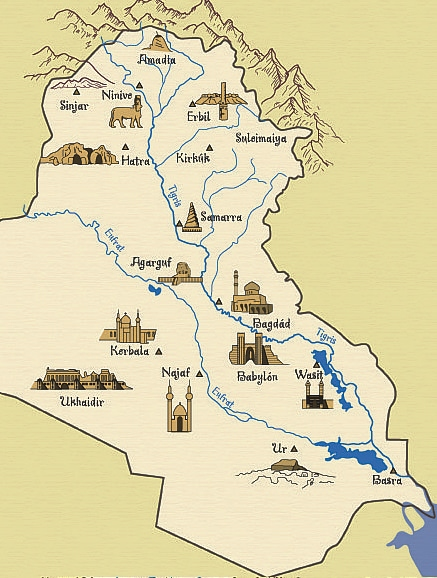 Amadta
Ninive
Sinjar
Erbil
Suleimaiya
Hatra
Kirkúk
Tigris
Samarra
Eufrat
Agarguf
Bagdád
Tigris
Kerbala
Babylón
Wasit
Najaf
Ukhaidir
Eufrat
Ur
Basra